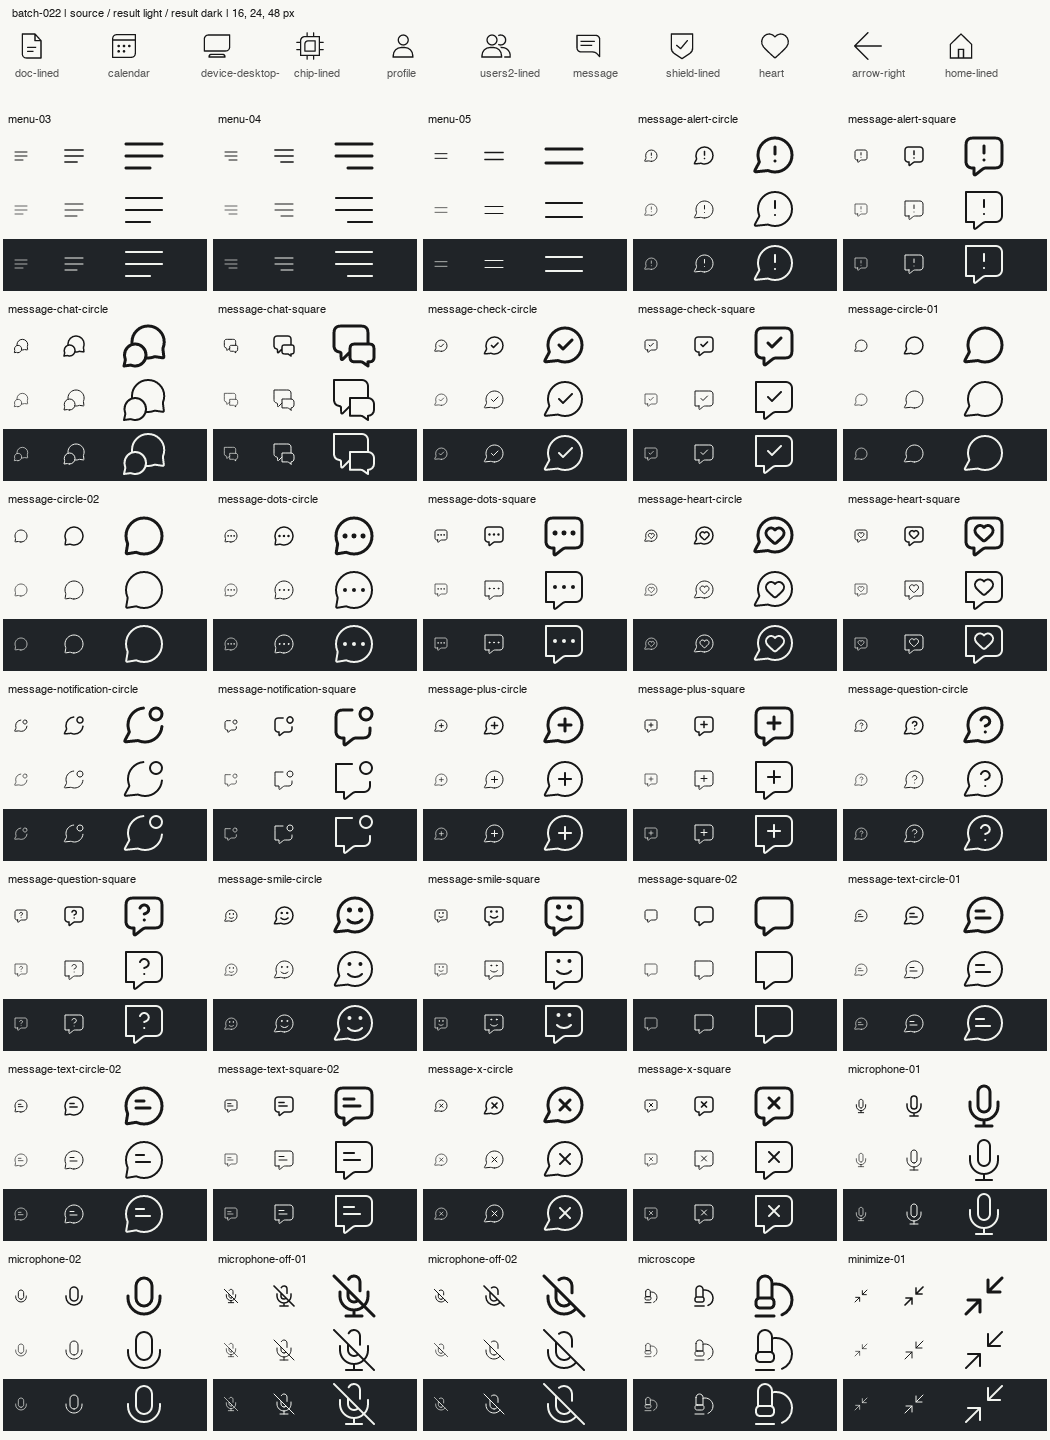 batch-022 | source / result light / result dark | 16, 24, 48 px
doc-lined calendar device-desktop- chip-lined profile users2-lined message shield-lined heart arrow-right home-lined
menu-03 menu-04 menu-05 message-alert-circle message-alert-square
message-chat-circle message-chat-square message-check-circle message-check-square message-circle-01
message-circle-02 message-dots-circle message-dots-square message-heart-circle message-heart-square
message-notification-circle message-notification-square message-plus-circle message-plus-square message-question-circle
message-question-square message-smile-circle message-smile-square message-square-02 message-text-circle-01
message-text-circle-02 message-text-square-02 message-x-circle message-x-square microphone-01
microphone-02 microphone-off-01 microphone-off-02 microscope minimize-01